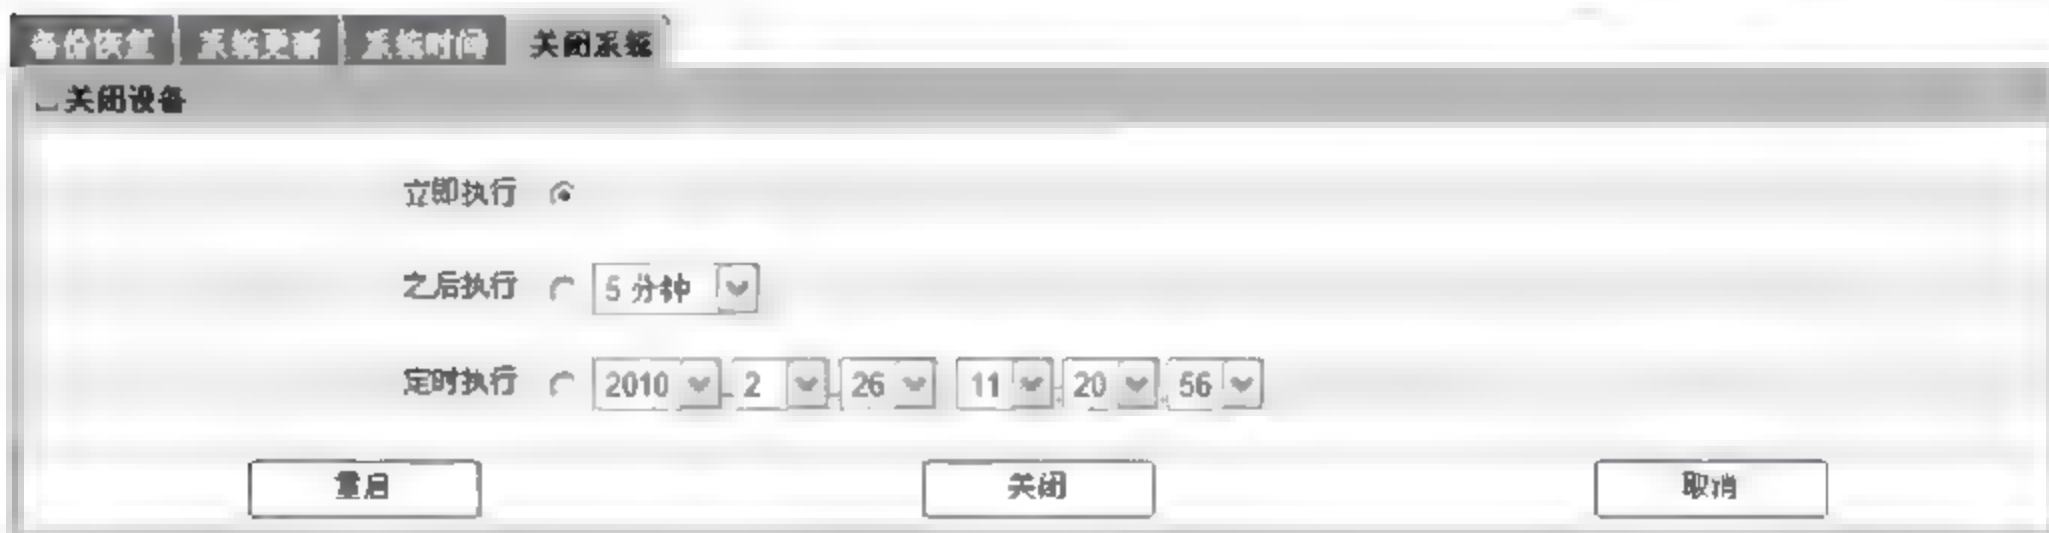 备份恢复 系统更新 系统时间 关闭系统
关闭设备
立即执行
之后执行 5 分钟
定时执行 2010 - 2 - 26 11 : 20 : 56
重启 关闭 取消